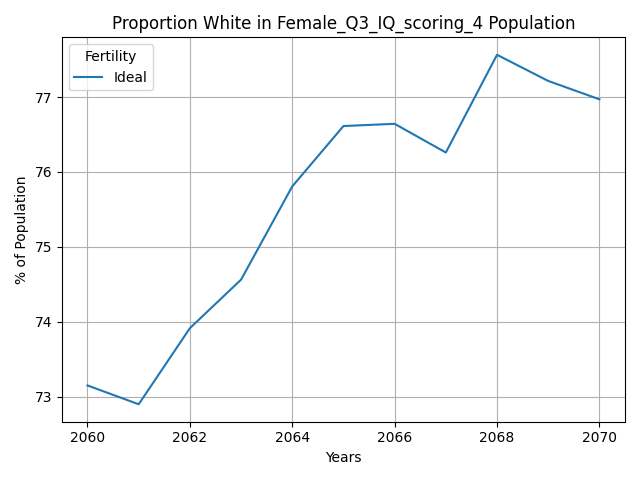 Proportion White in Female_Q3_IQ_scoring_4 Population
Fertility
Ideal
% of Population
77
76
75
74
73
2060 2062 2064 2066 2068 2070
Years